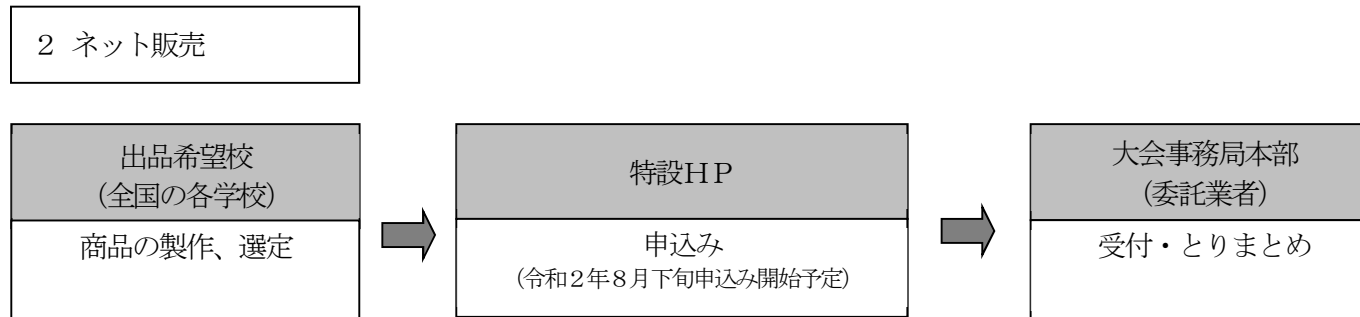 ２ ネット販売
出品希望校
(全国の各学校)
商品の製作、選定
特設ＨＰ
申込み
(令和２年８月下旬申込み開始予定)
大会事務局本部
(委託業者)
受付・とりまとめ